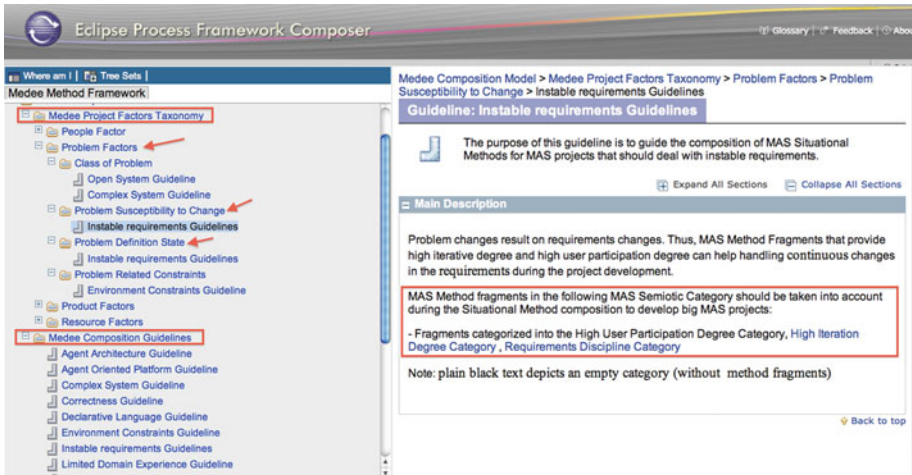 Eclipse Process Framework Composer
Glossary | Feedback |
Where am I | Tree Sets |
Medee Method Framework
Medee Project Factors Taxonomy
People Factor
Problem Factors
Class of Problem
Open System Guideline
Complex System Guideline
Problem Susceptibility to Change
Instable requirements Guidelines
Problem Definition State
Instable requirements Guidelines
Problem Related Constraints
Environment Constraints Guideline
Product Factors
Resource Factors
Medee Composition Guidelines
Agent Architecture Guideline
Agent Oriented Platform Guideline
Complex System Guideline
Correctness Guideline
Declarative Language Guideline
Environment Constraints Guideline
Instable requirements Guidelines
Limited Domain Experience Guideline
Medee Composition Model > Medee Project Factors Taxonomy > Problem Factors > Problem
Susceptibility to Change > Instable requirements Guidelines
Guideline: Instable requirements Guidelines
The purpose of this guideline is to guide the composition of MAS Situational
Methods for MAS projects that should deal with instable requirements.
Expand All Sections Collapse All Sections
Main Description
Problem changes result on requirements changes. Thus, MAS Method Fragments that provide
high iterative degree and high user participation degree can help handling continuous changes
in the requirements during the project development.
MAS Method fragments in the following MAS Semiotic Category should be taken into account
during the Situational Method composition to develop big MAS projects:
- Fragments categorized into the High User Participation Degree Category, High Iteration
Degree Category , Requirements Discipline Category
Note: plain black text depicts an empty category (without method fragments)
Back to top